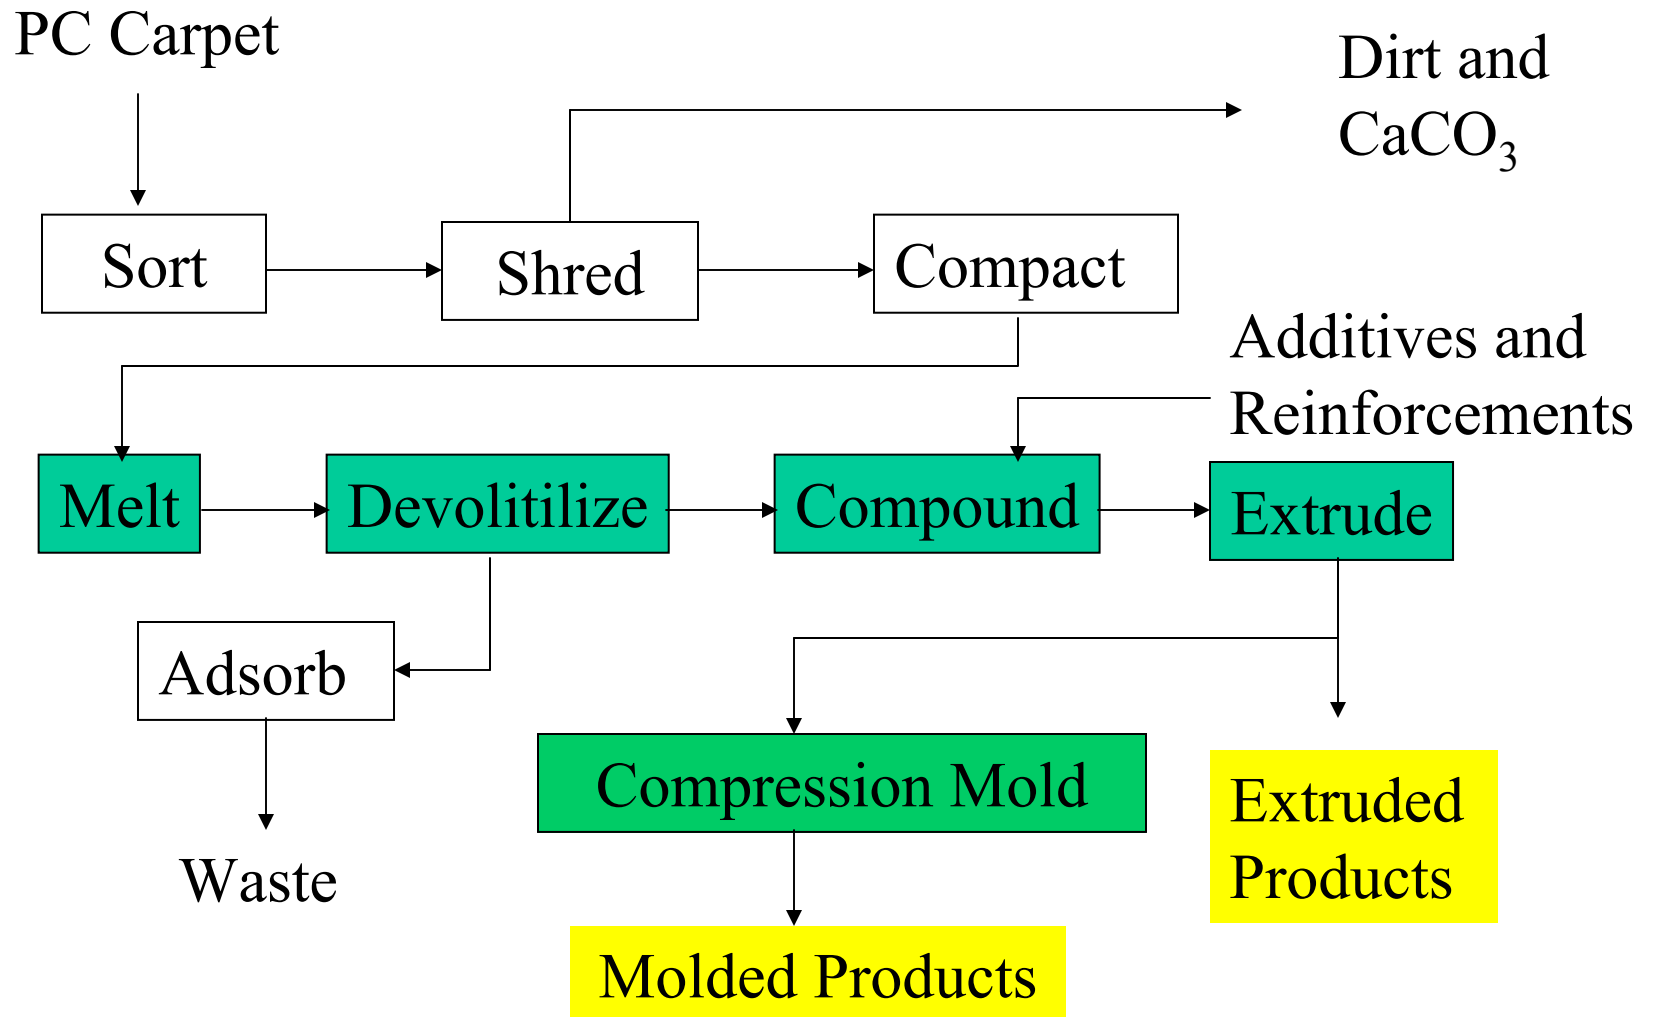 PC Carpet
Dirt and
CaCO₃
Sort
Shred
Compact
Additives and
Reinforcements
Melt
Devolitilize
Compound
Extrude
Adsorb
Compression Mold
Extruded
Products
Waste
Molded Products